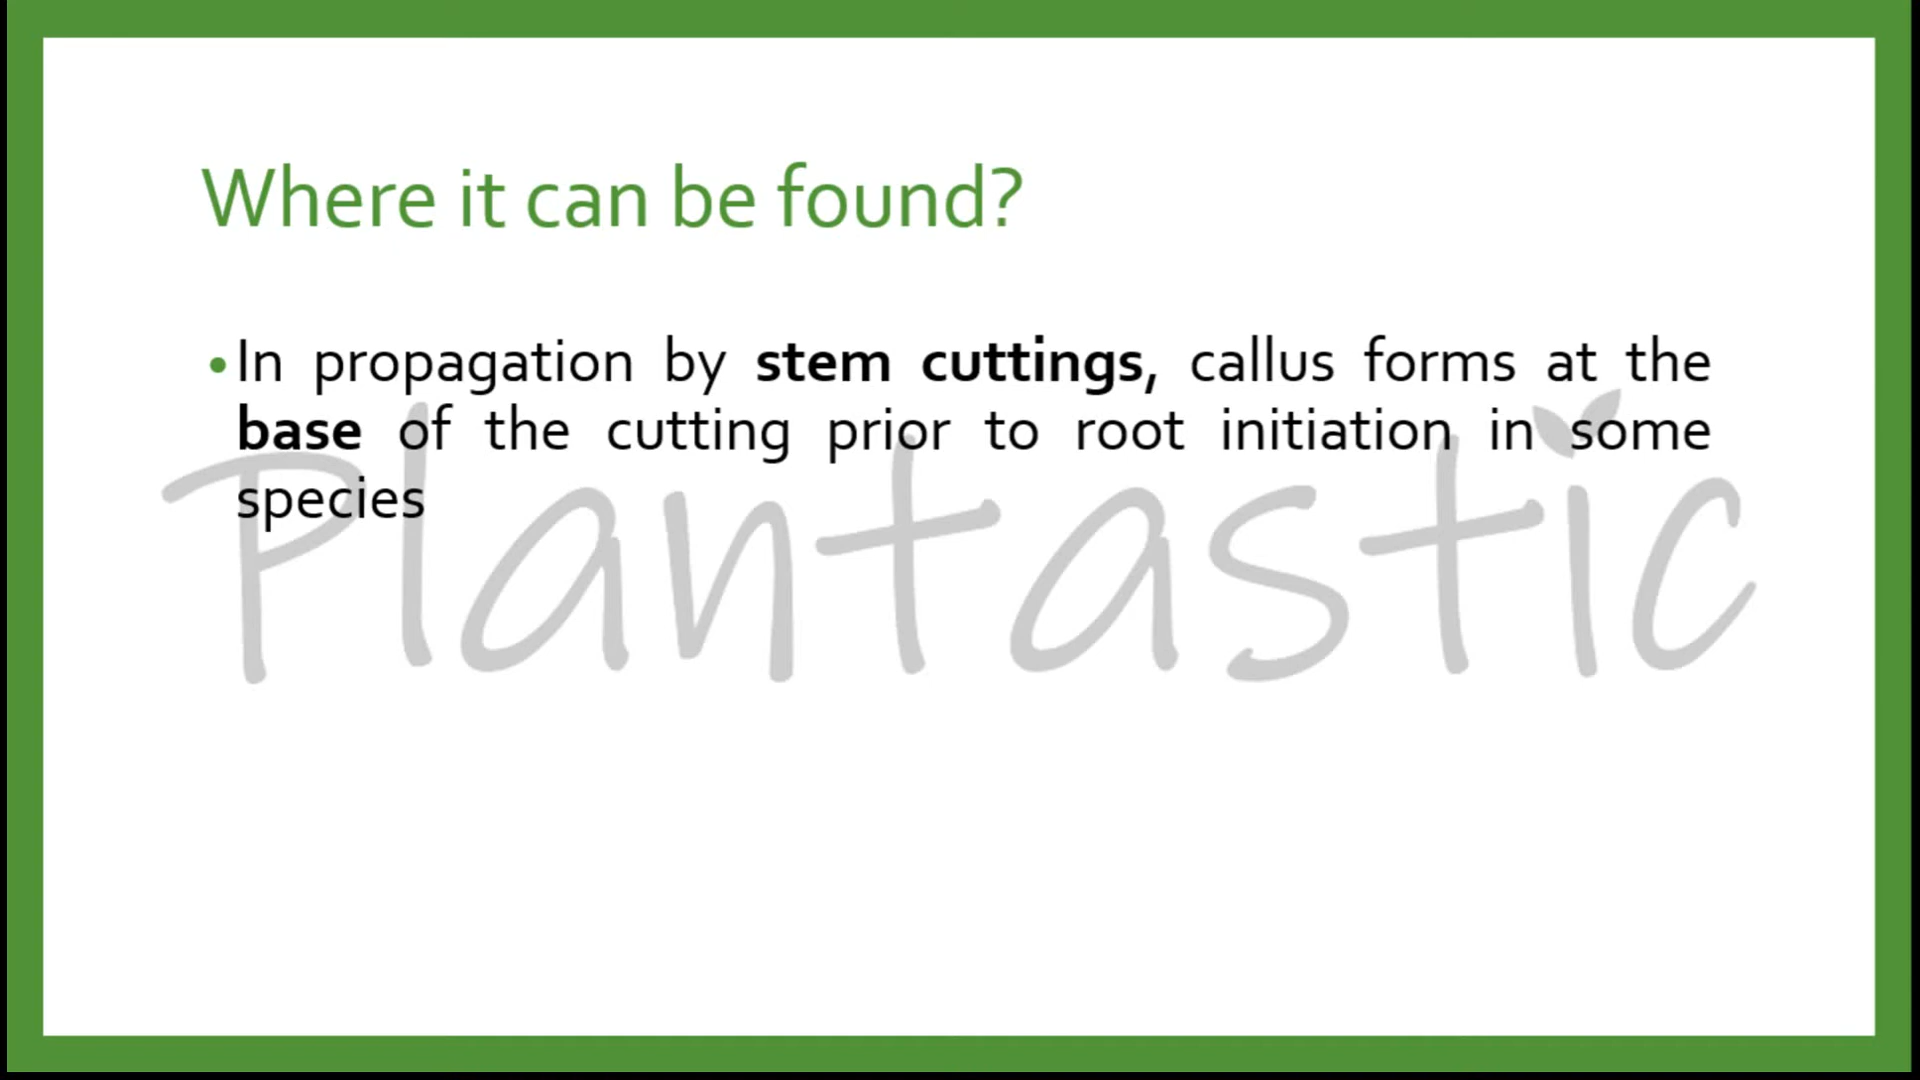 Where it can be found?
•In propagation by stem cuttings, callus forms at the
base of the cutting prior to root initiation in some
species
Plantastic